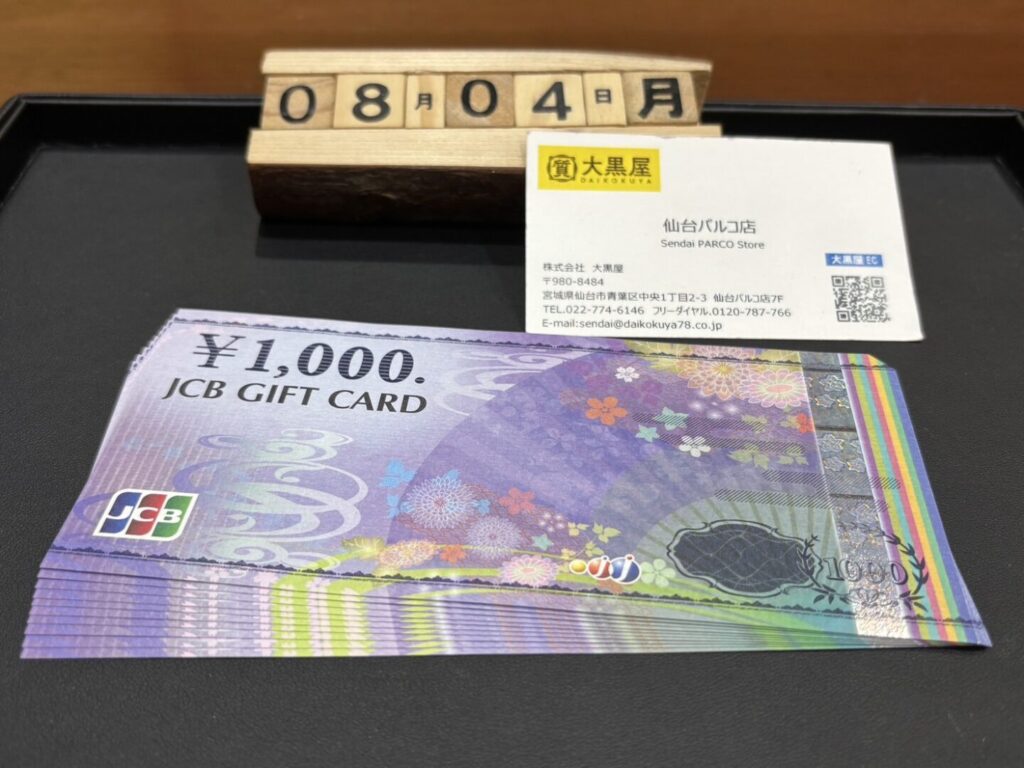 08月04日月
質 大黒屋
DAIKOKUYA
仙台パルコ店
Sendai PARCO Store
大黒屋EC
株式会社 大黒屋
〒980-8484
宮城県仙台市青葉区中央1丁目2-3 仙台パルコ店7F
TEL.022-774-6146 フリーダイヤル.0120-787-766
E-mail:sendai@daikokuya78.co.jp
￥1,000.
JCB GIFT CARD
JCB
1000